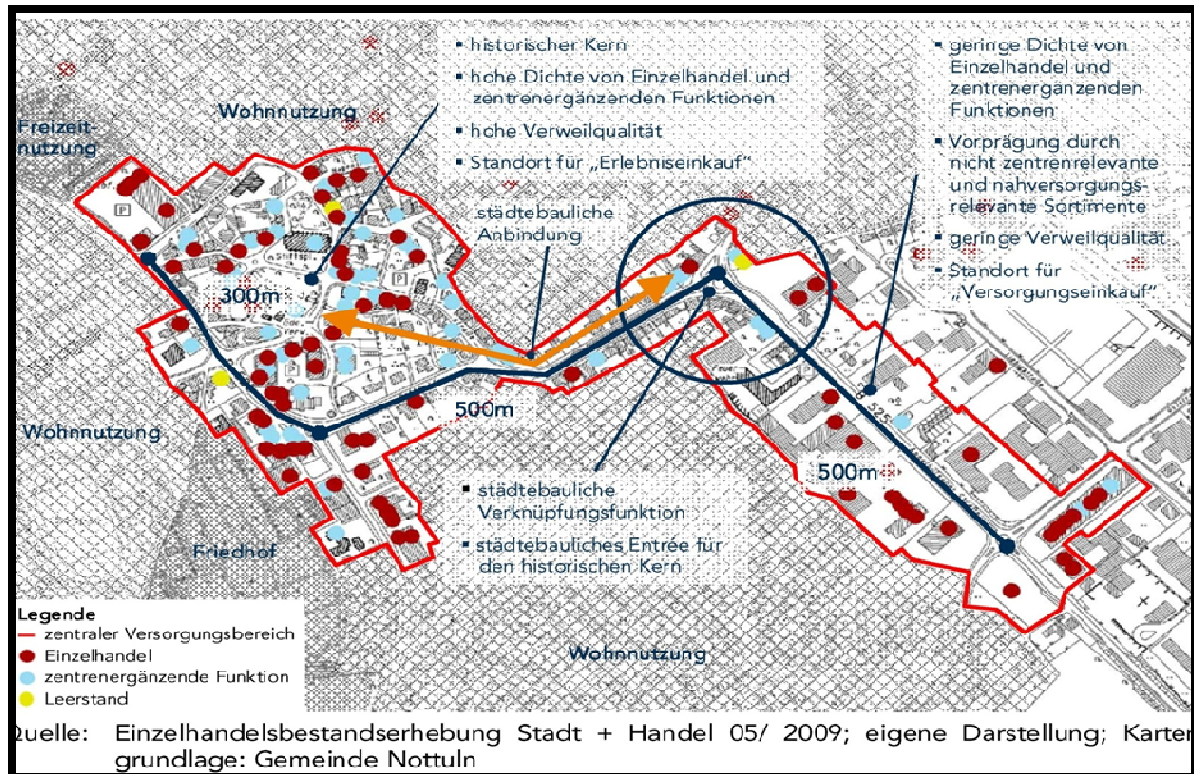 ▪ historischer Kern
▪ hohe Dichte von Einzelhandel und
zentrenergänzenden Funktionen
▪ hohe Verweilqualität
▪ Standort für „Erlebniseinkauf“
▪ geringe Dichte von
Einzelhandel und
zentrenergänzenden
Funktionen
▪ Vorprägung durch
nicht zentrenrelevante
und nahversorgungs-
relevante Sortimente
▪ geringe Verweilqualität
▪ Standort für
„Versorgungseinkauf“
Wohnnutzung
Freizeit-
nutzung
städtebauliche
Anbindung
300m
500m
Wohnnutzung
500m
▪ städtebauliche
Verknüpfungsfunktion
▪ städtebauliches Entrée für
den historischen Kern
Friedhof
Wohnnutzung
Legende
zentraler Versorgungsbereich
Einzelhandel
zentrenergänzende Funktion
Leerstand
Quelle: Einzelhandelsbestandserhebung Stadt + Handel 05/ 2009; eigene Darstellung; Karten
grundlage: Gemeinde Nottuln